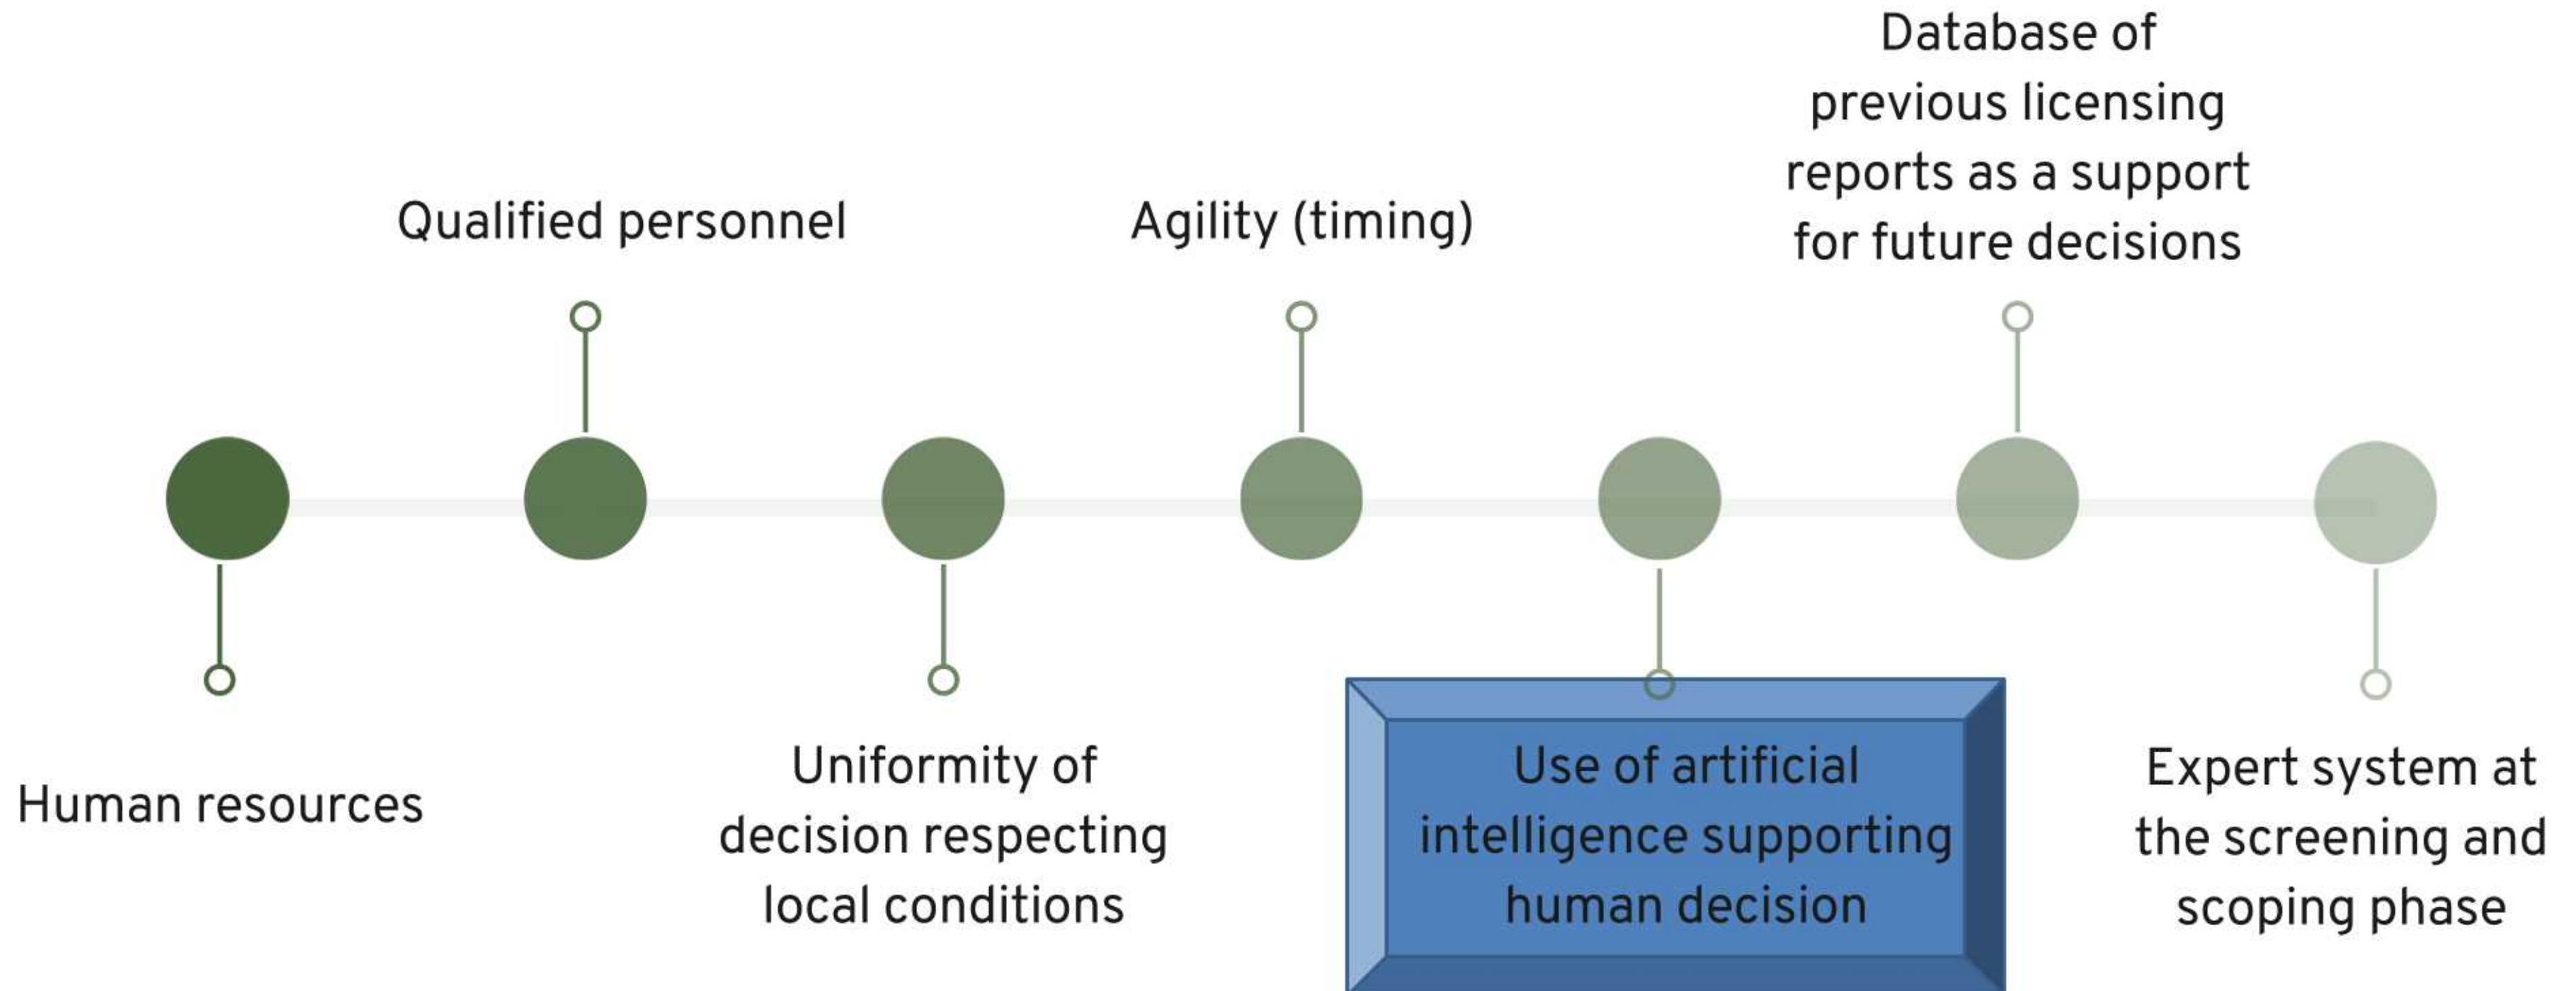 Human resources
Qualified personnel
Uniformity of
decision respecting
local conditions
Agility (timing)
Use of artificial
intelligence supporting
human decision
Database of
previous licensing
reports as a support
for future decisions
Expert system at
the screening and
scoping phase